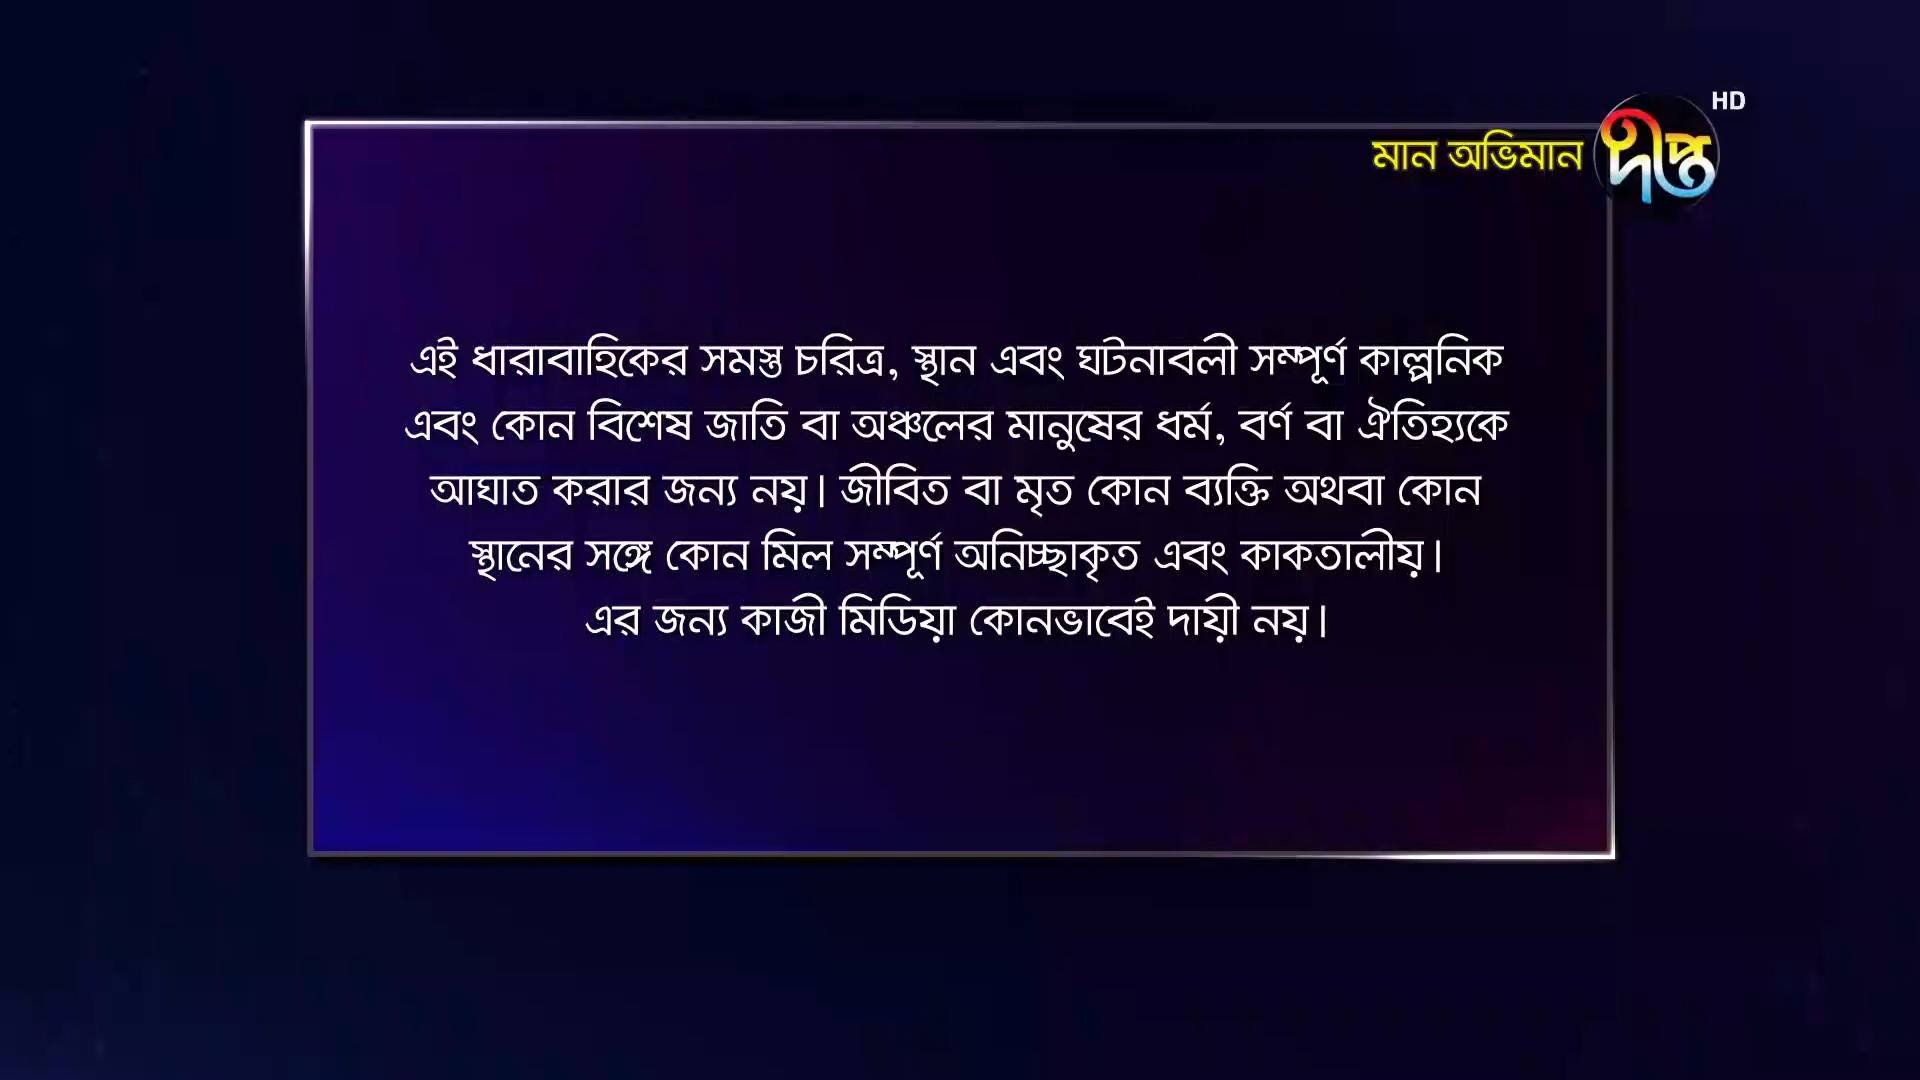 HD
মান অভিমান দীপ্ত
এই ধারাবাহিকের সমস্ত চরিত্র, স্থান এবং ঘটনাবলী সম্পূর্ণ কাল্পনিক
এবং কোন বিশেষ জাতি বা অঞ্চলের মানুষের ধর্ম, বর্ণ বা ঐতিহ্যকে
আঘাত করার জন্য নয়। জীবিত বা মৃত কোন ব্যক্তি অথবা কোন
স্থানের সঙ্গে কোন মিল সম্পূর্ণ অনিচ্ছাকৃত এবং কাকতালীয়।
এর জন্য কাজী মিডিয়া কোনভাবেই দায়ী নয়।